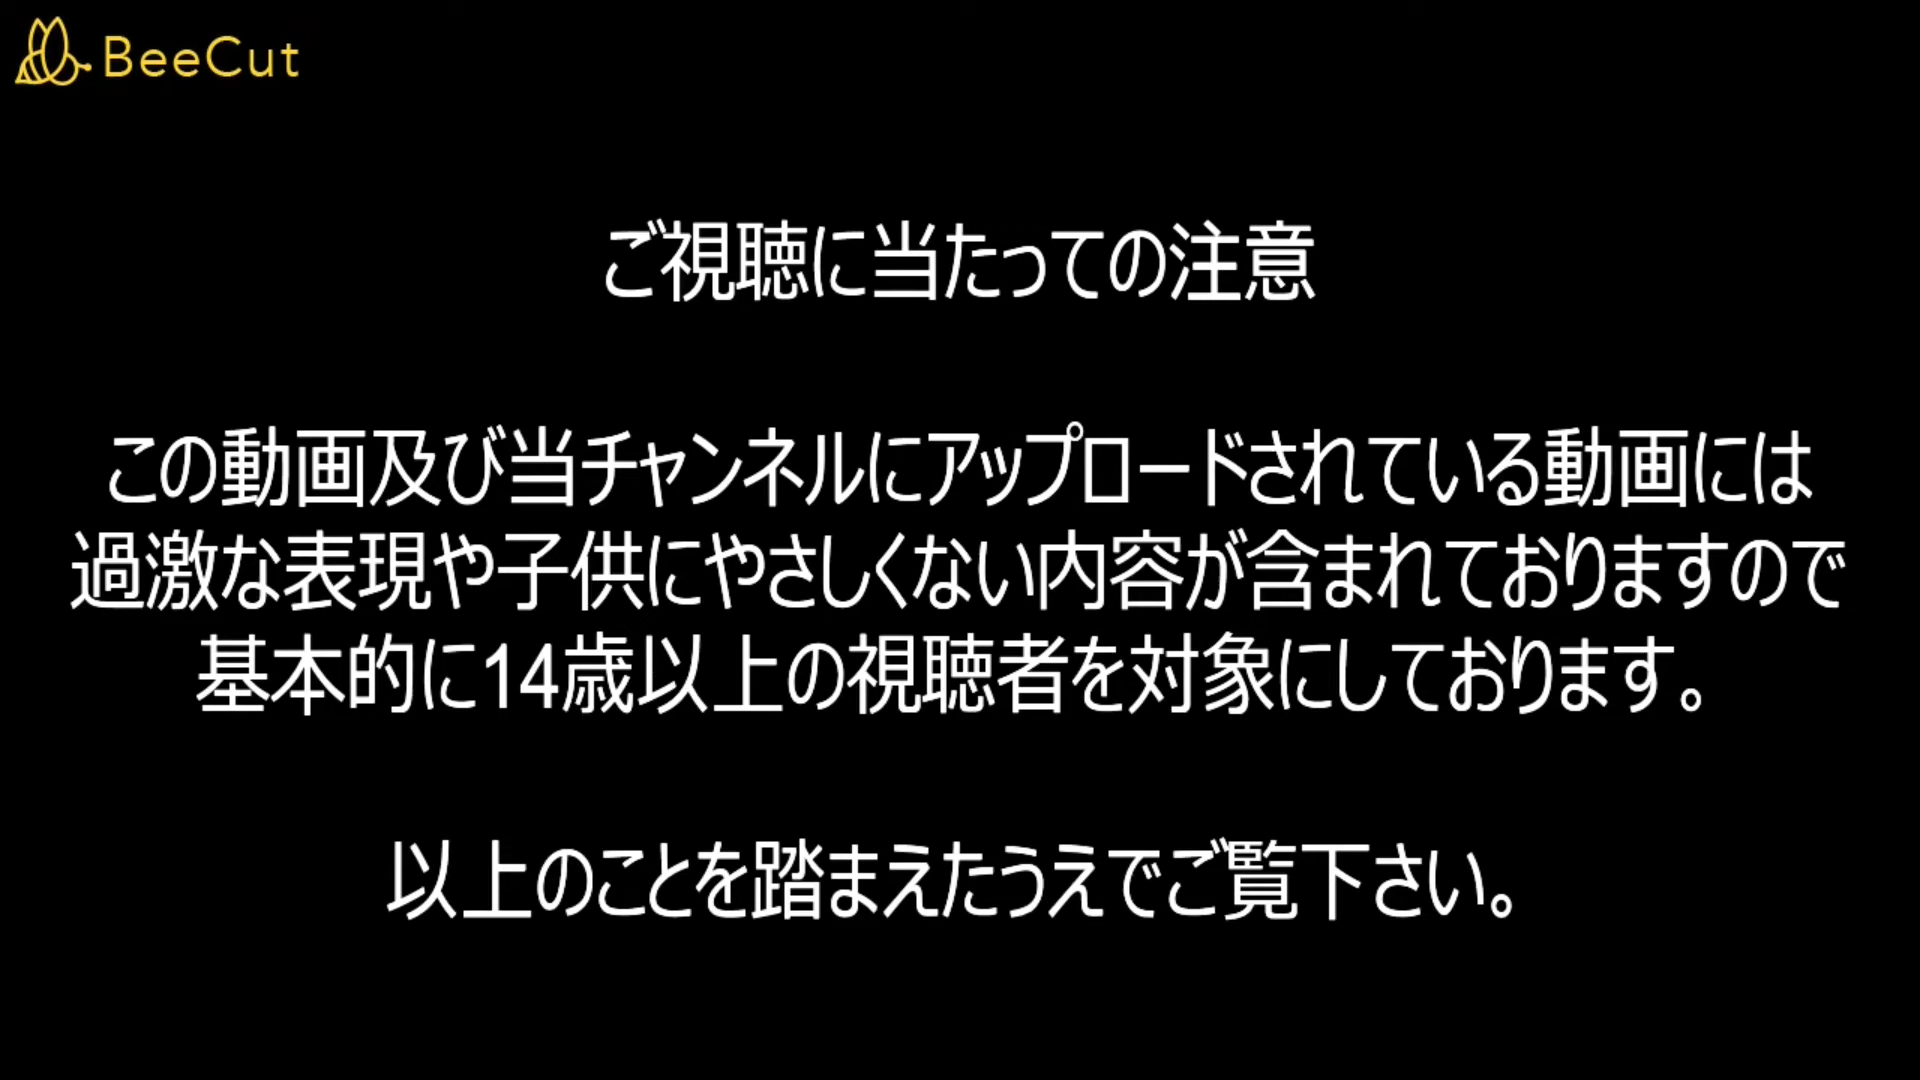 BeeCut
ご視聴に当たっての注意
この動画及び当チャンネルにアップロードされている動画には
過激な表現や子供にやさしくない内容が含まれておりますので
基本的に14歳以上の視聴者を対象にしております。
以上のことを踏まえたうえでご覧下さい。